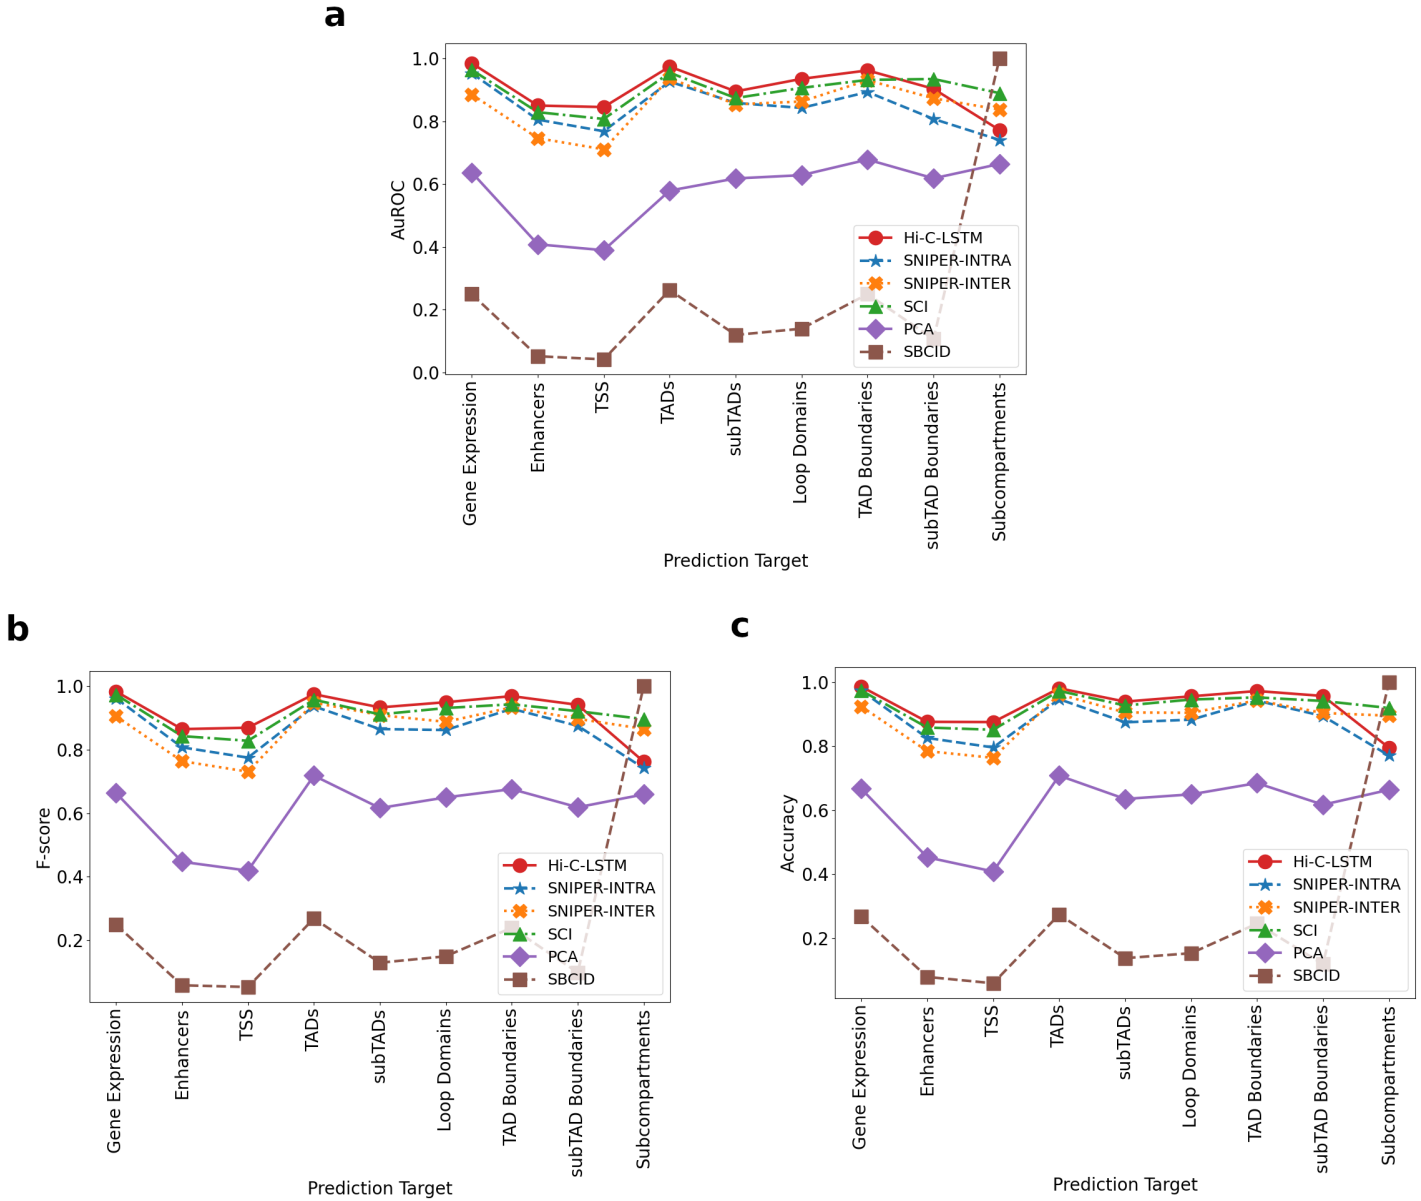 a
1.0
0.8
0.6
0.4
0.2
0.0
AuROC
Hi-C-LSTM
SNIPER-INTRA
SNIPER-INTER
SCI
PCA
SBCID
Gene Expression
Enhancers
TSS
TADs
subTADs
Loop Domains
TAD Boundaries
subTAD Boundaries
Subcompartments
Prediction Target
b
1.0
0.8
0.6
0.4
0.2
F-score
Hi-C-LSTM
SNIPER-INTRA
SNIPER-INTER
SCI
PCA
SBCID
Gene Expression
Enhancers
TSS
TADs
subTADs
Loop Domains
TAD Boundaries
subTAD Boundaries
Subcompartments
Prediction Target
c
1.0
0.8
0.6
0.4
0.2
Accuracy
Hi-C-LSTM
SNIPER-INTRA
SNIPER-INTER
SCI
PCA
SBCID
Gene Expression
Enhancers
TSS
TADs
subTADs
Loop Domains
TAD Boundaries
subTAD Boundaries
Subcompartments
Prediction Target